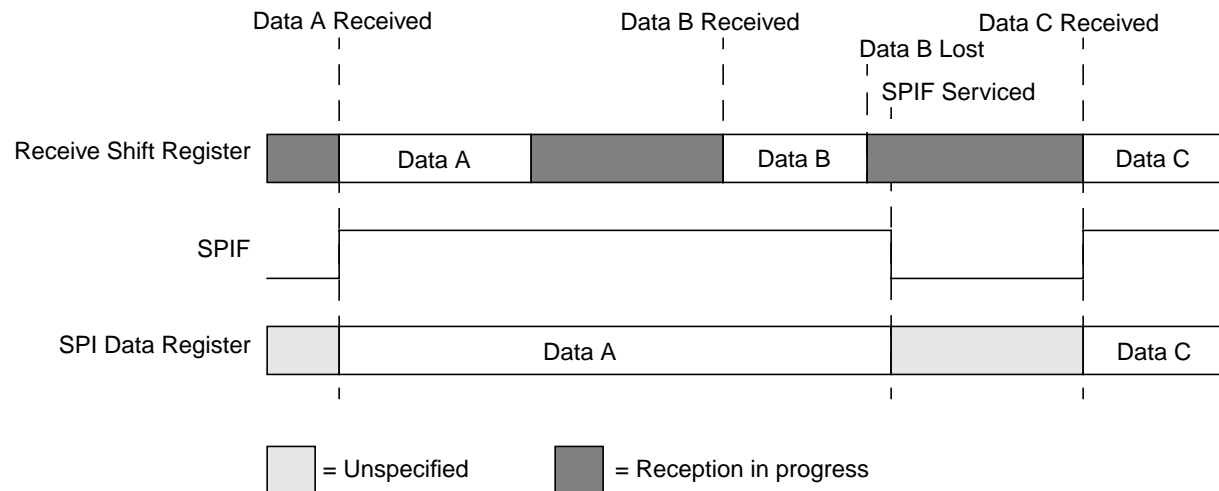 Data A Received
Data B Received
Data C Received
Data B Lost
SPIF Serviced
Receive Shift Register
Data A
Data B
Data C
SPIF
SPI Data Register
Data A
Data C
= Unspecified
= Reception in progress